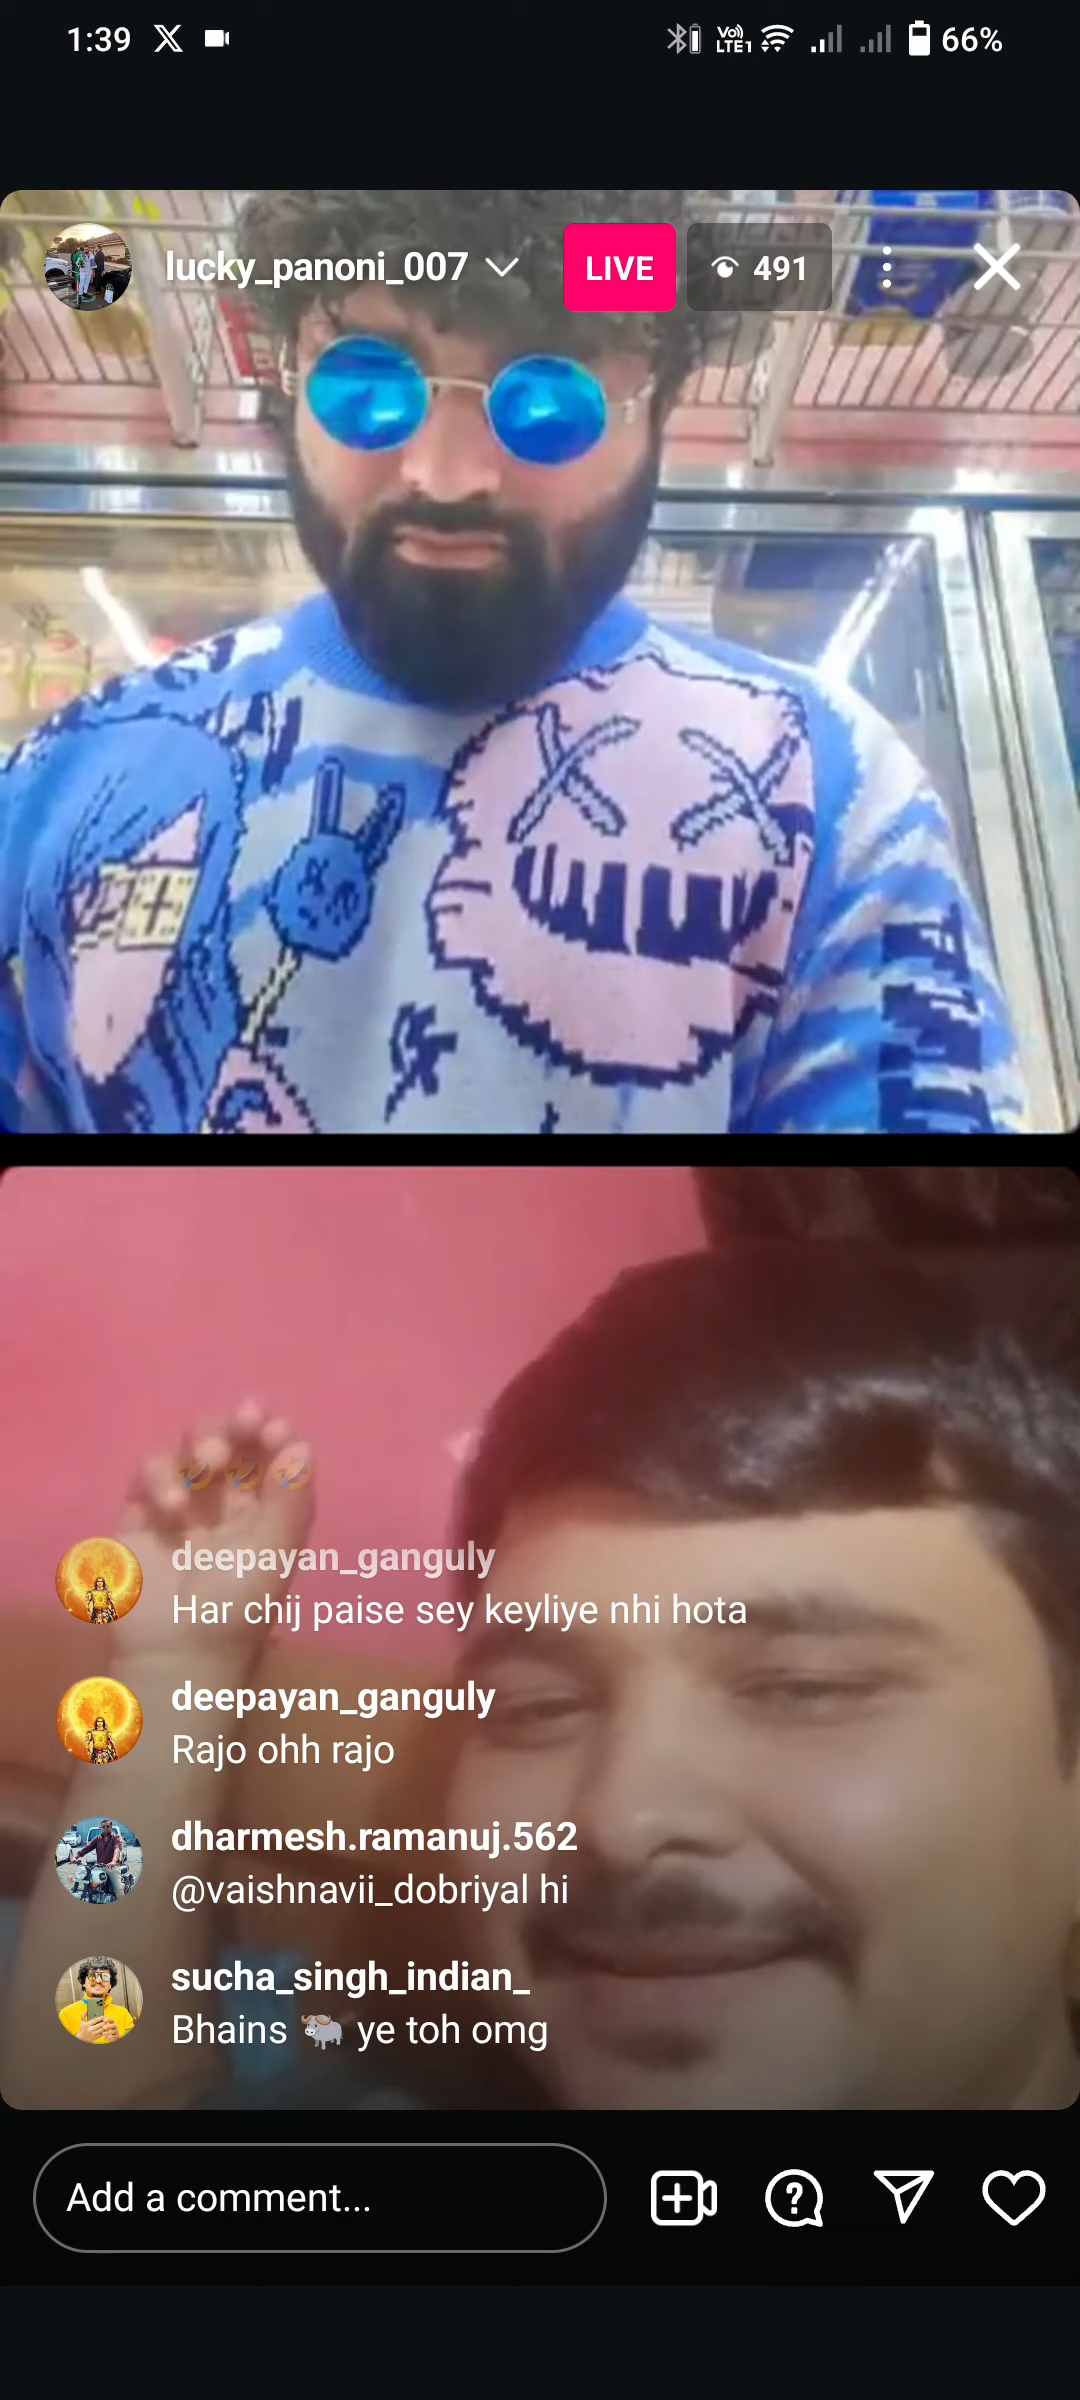 1:39 VoLTE1 66%
lucky_panoni_007 LIVE 491
🤣🤣🤣
deepayan_ganguly
Har chij paise sey keyliye nhi hota
deepayan_ganguly
Rajo ohh rajo
dharmesh.ramanuj.562
@vaishnavii_dobriyal hi
sucha_singh_indian_
Bhains 🐃 ye toh omg
Add a comment...